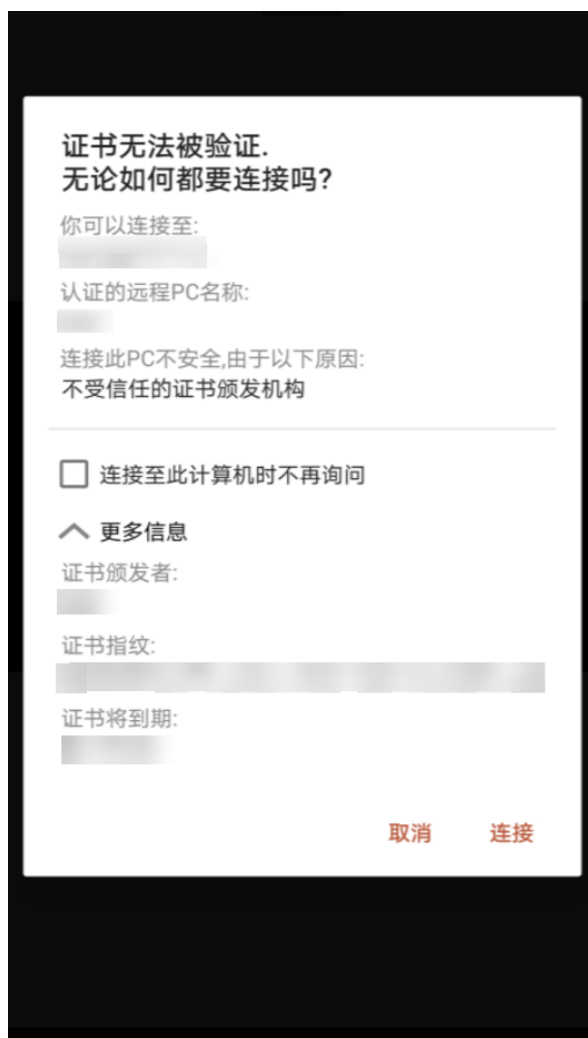 证书无法被验证.
无论如何都要连接吗?
你可以连接至:
认证的远程PC名称:
连接此PC不安全,由于以下原因:
不受信任的证书颁发机构
连接至此计算机时不再询问
更多信息
证书颁发者:
证书指纹:
证书将到期:
取消 连接